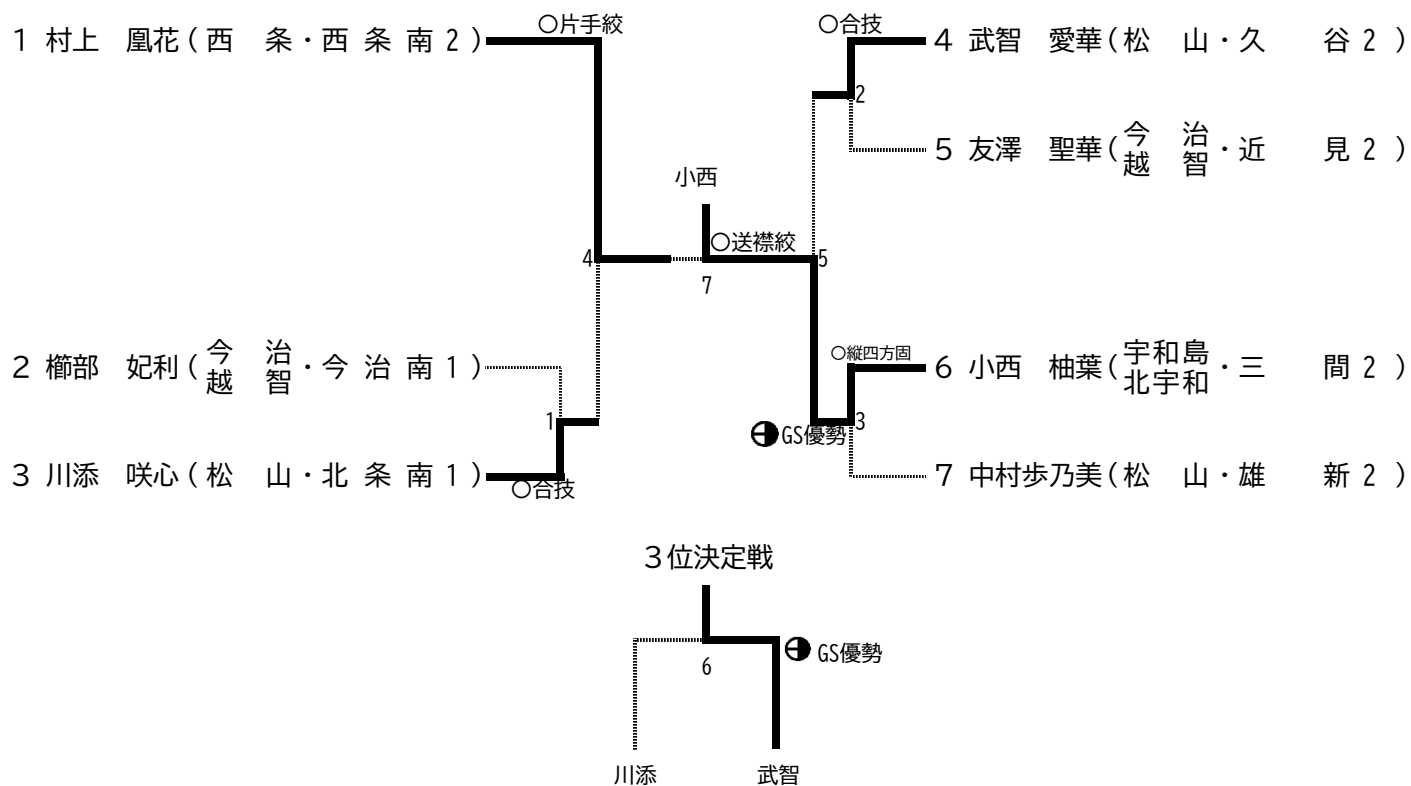 ○片手絞
○合技
1 村上 凰花(西 条・西条南2)
4 武智 愛華(松 山・久 谷2)
2
5 友澤 聖華(今治越智・近 見2)
小西
○送襟絞
4
5
7
2 櫛部 妃利(今治越智・今治南1)
○縦四方固
6 小西 柚葉(宇和島北宇和・三 間2)
1
3
GS優勢
3 川添 咲心(松 山・北条南1)
7 中村歩乃美(松 山・雄 新2)
○合技
3位決定戦
GS優勢
6
川添
武智